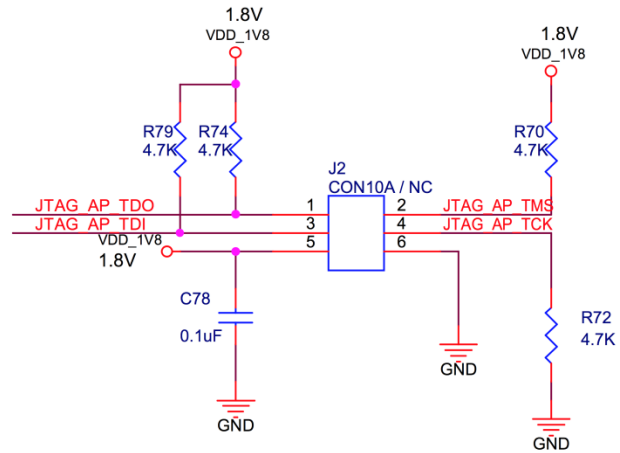 1.8V
VDD_1V8
1.8V
VDD_1V8
R79
4.7K
R74
4.7K
R70
4.7K
J2
CON10A / NC
JTAG_AP_TDO
1
2
JTAG_AP_TMS
JTAG_AP_TDI
3
4
JTAG_AP_TCK
VDD_1V8
1.8V
5
6
C78
0.1uF
R72
4.7K
GND
GND
GND